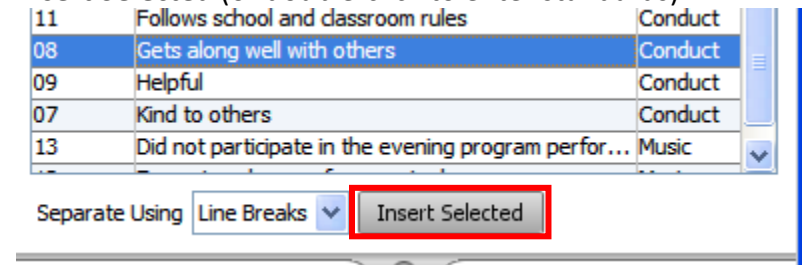 11 Follows school and classroom rules Conduct
08 Gets along well with others Conduct
09 Helpful Conduct
07 Kind to others Conduct
13 Did not participate in the evening program perfor... Music
Separate Using Line Breaks Insert Selected